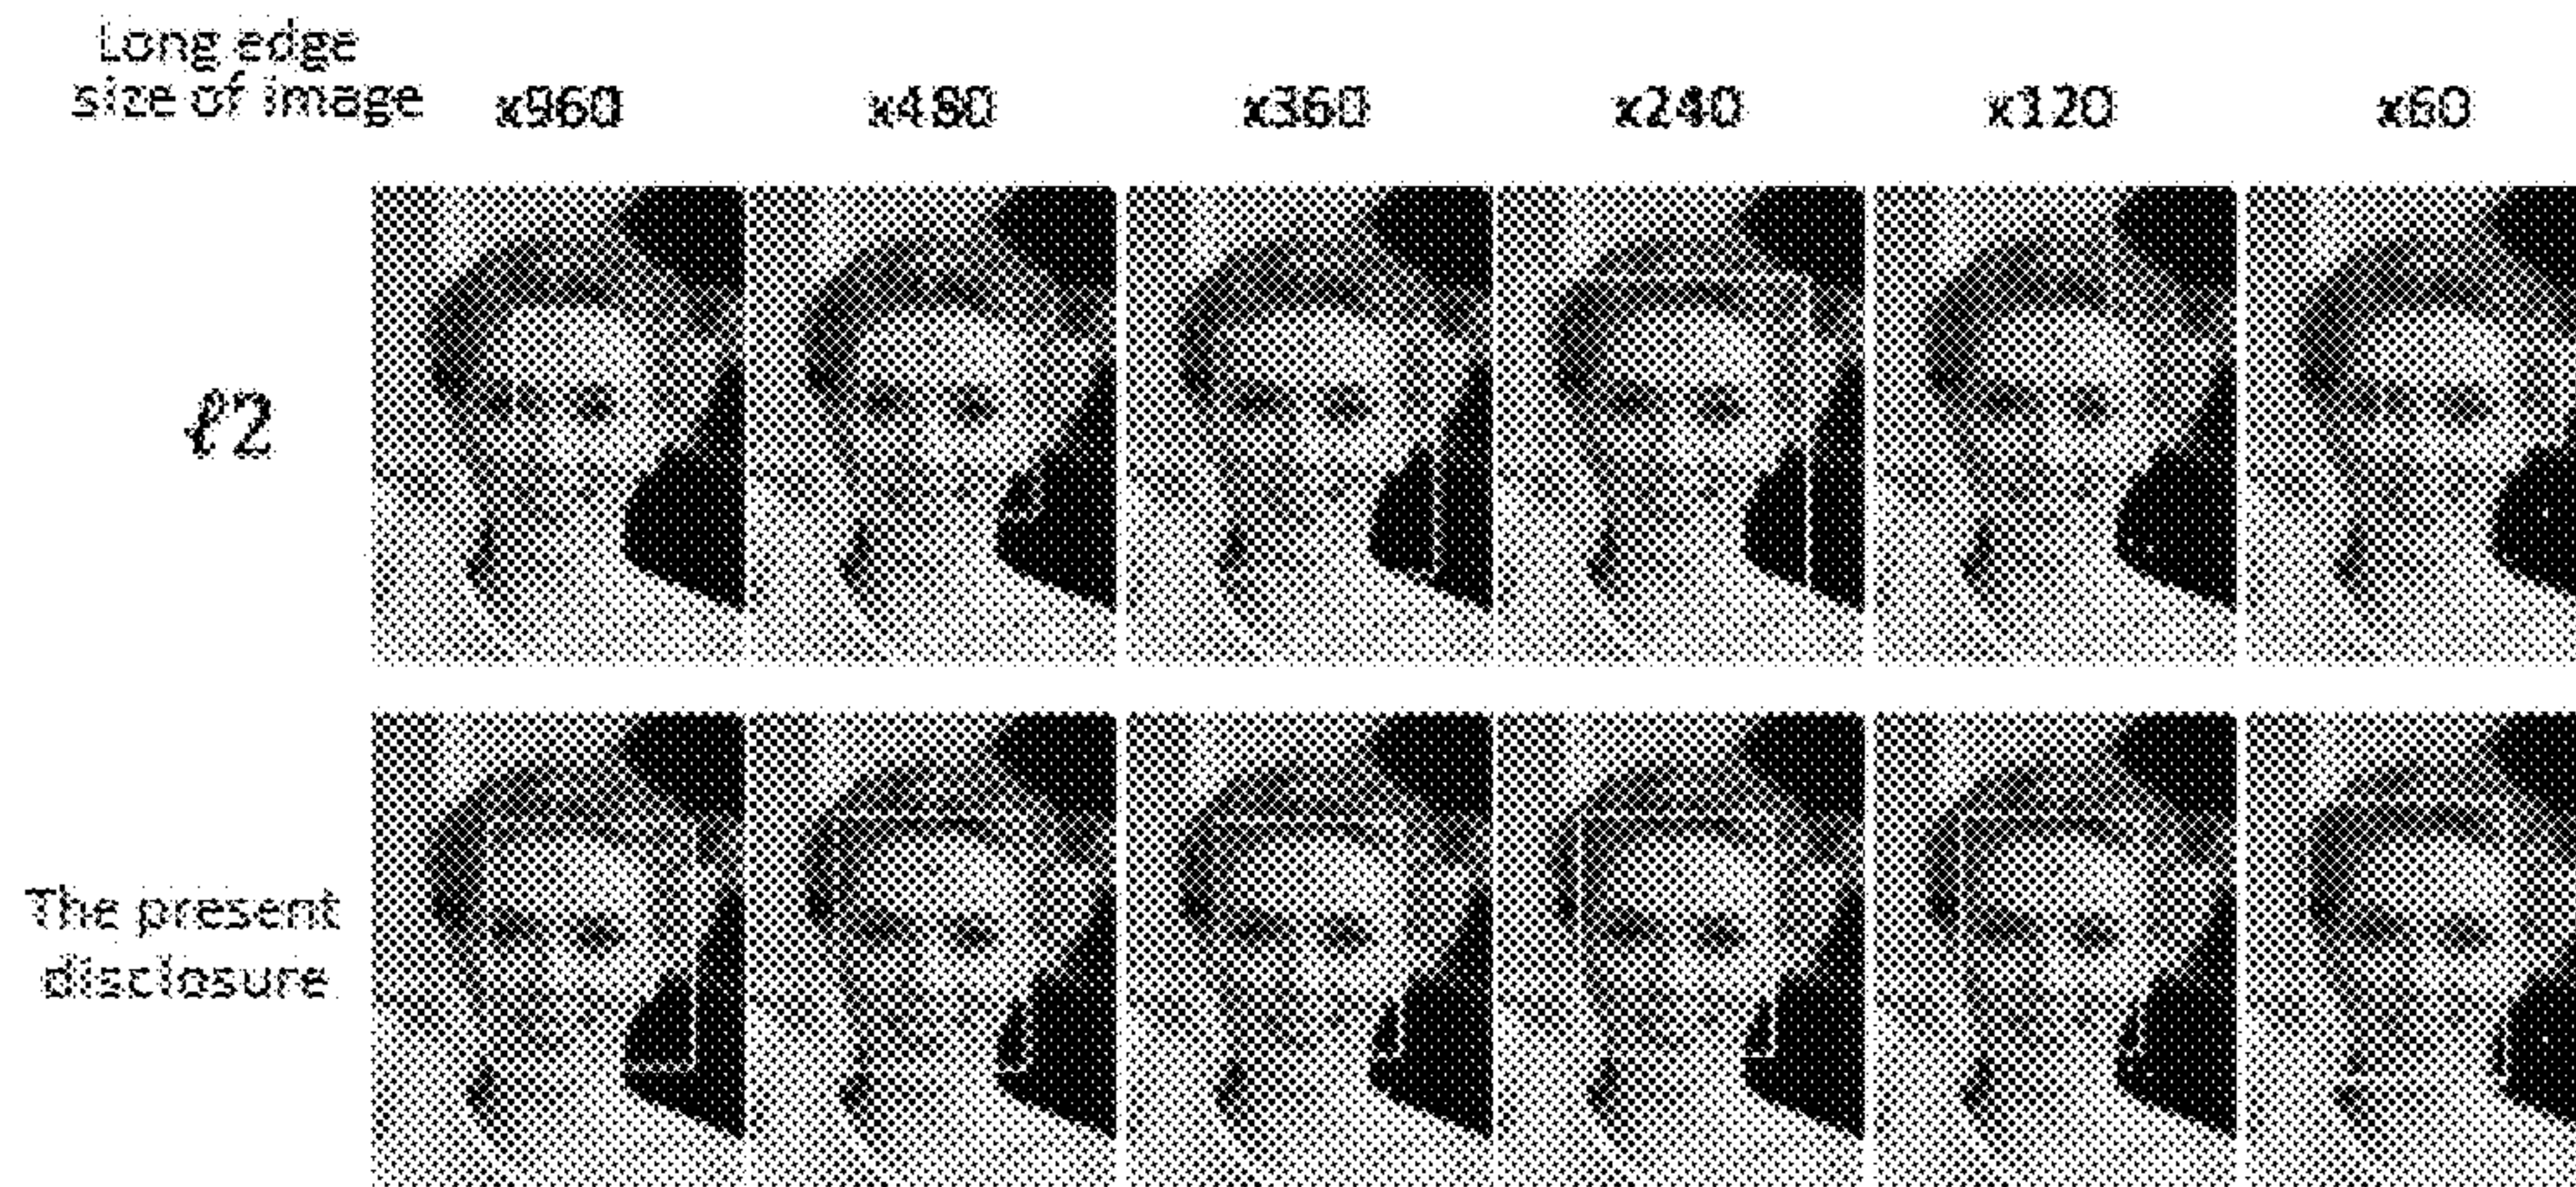 Long edge
size of image x960 x480 x360 x240 x120 x60
ℓ2
The present
disclosure